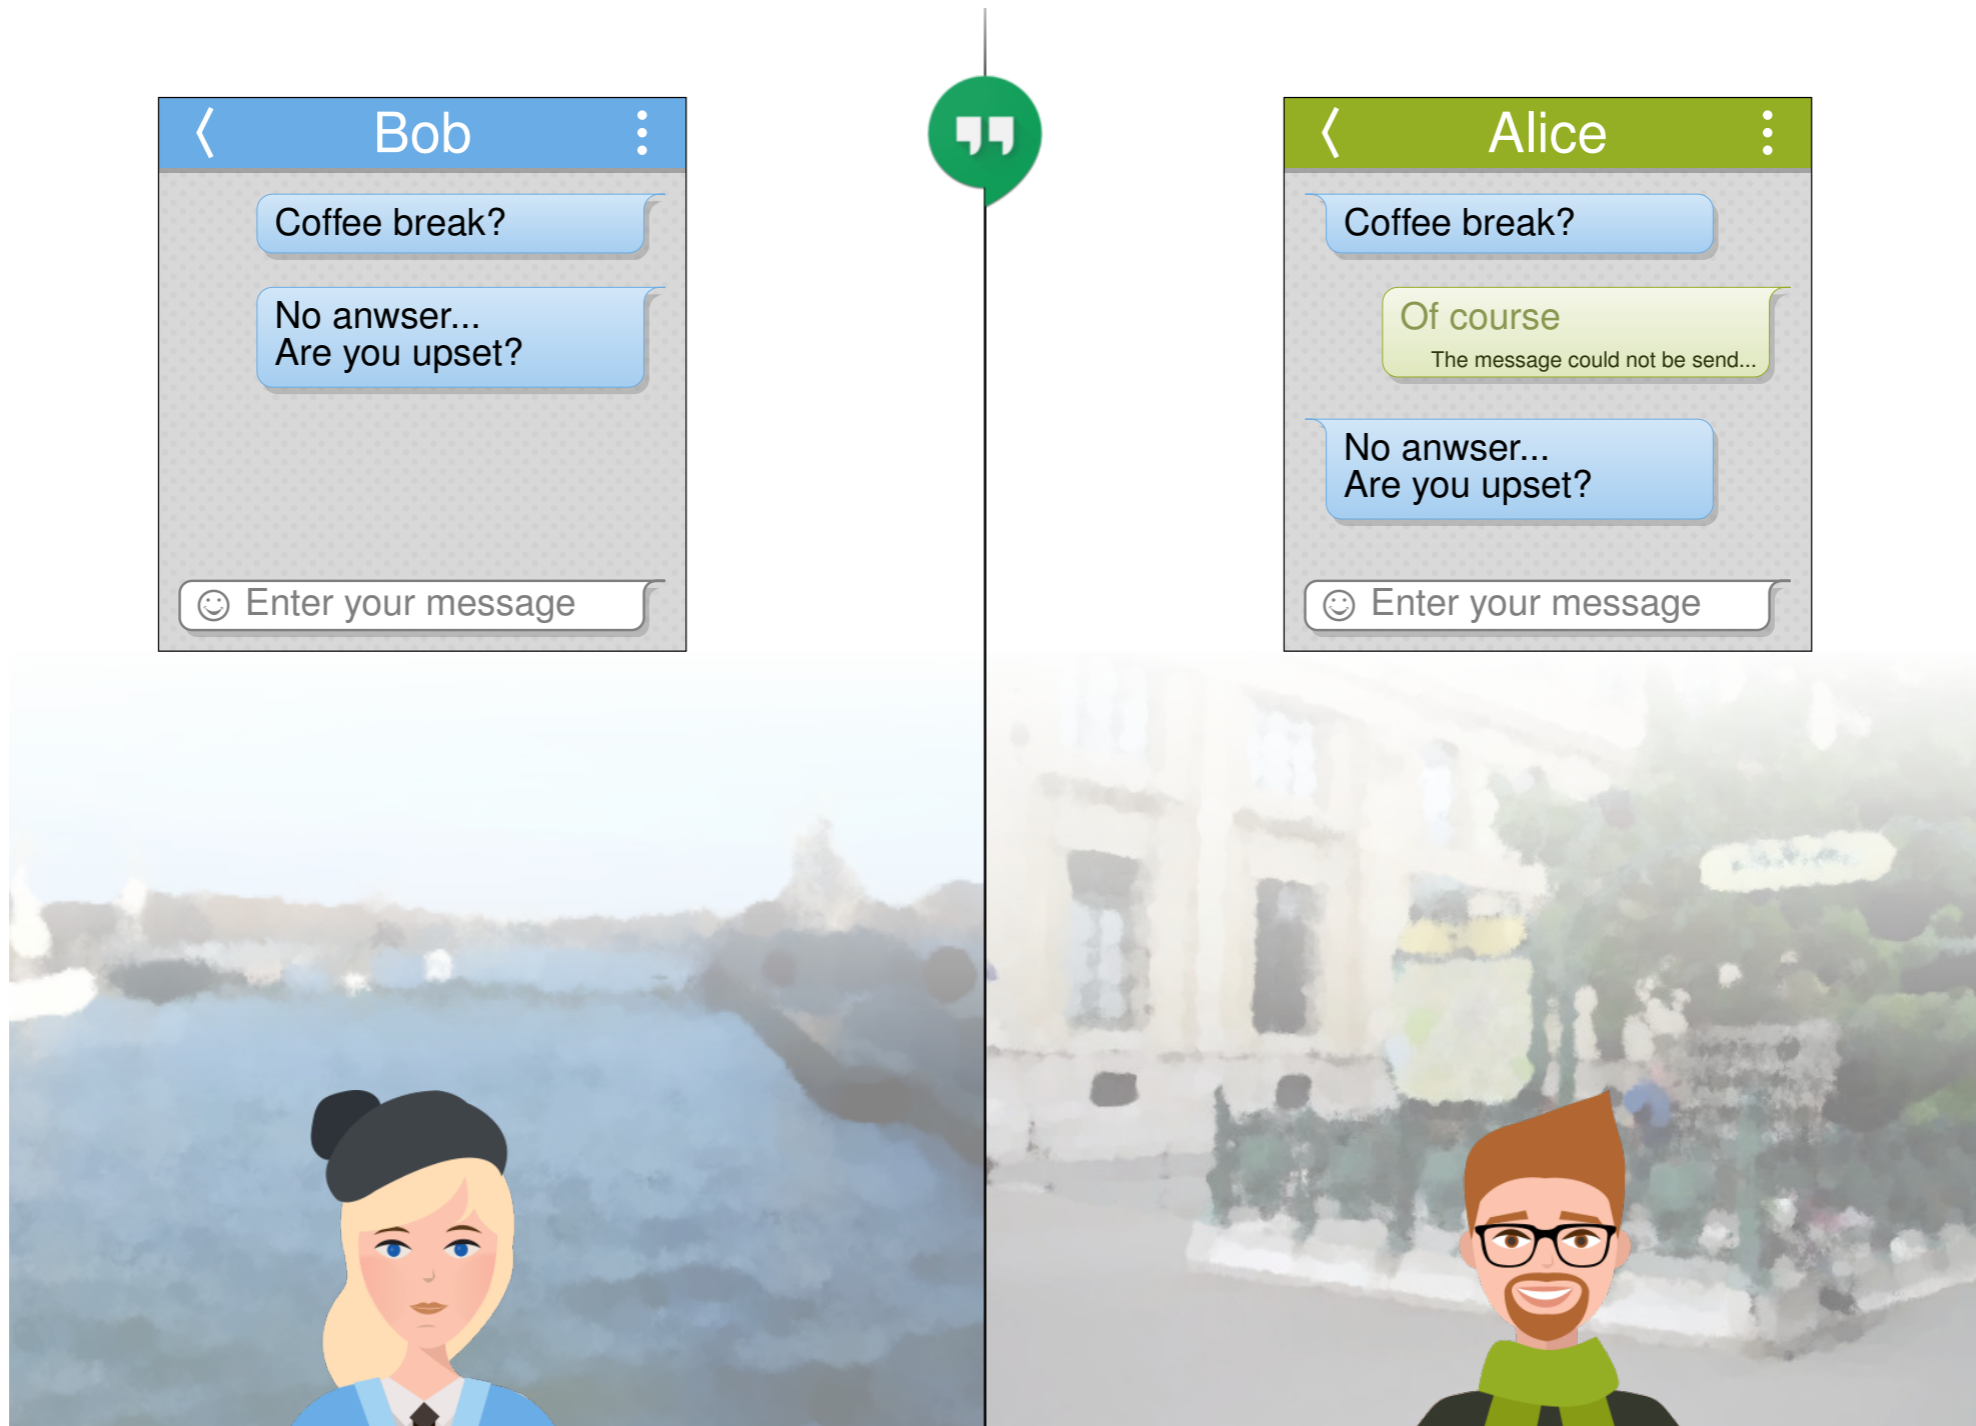 Bob
Coffee break?
No anwser...
Are you upset?
Enter your message
Alice
Coffee break?
Of course
The message could not be send...
No anwser...
Are you upset?
Enter your message